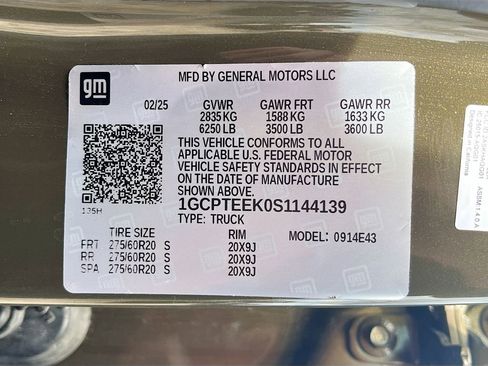 gm
MFD BY GENERAL MOTORS LLC
02/25 GVWR GAWR FRT GAWR RR
2835 KG 1588 KG 1633 KG
6250 LB 3500 LB 3600 LB
THIS VEHICLE CONFORMS TO ALL
APPLICABLE U.S. FEDERAL MOTOR
VEHICLE SAFETY STANDARDS IN EFFECT
ON THE DATE OF MANUFACTURE
SHOWN ABOVE.
1GCPTEEK0S1144139
TYPE: TRUCK
TIRE SIZE RIM MODEL: 0914E43
FRT 275/60R20 S 20X9J
RR 275/60R20 S 20X9J
SPA 275/60R20 S 20X9J
Designed in California